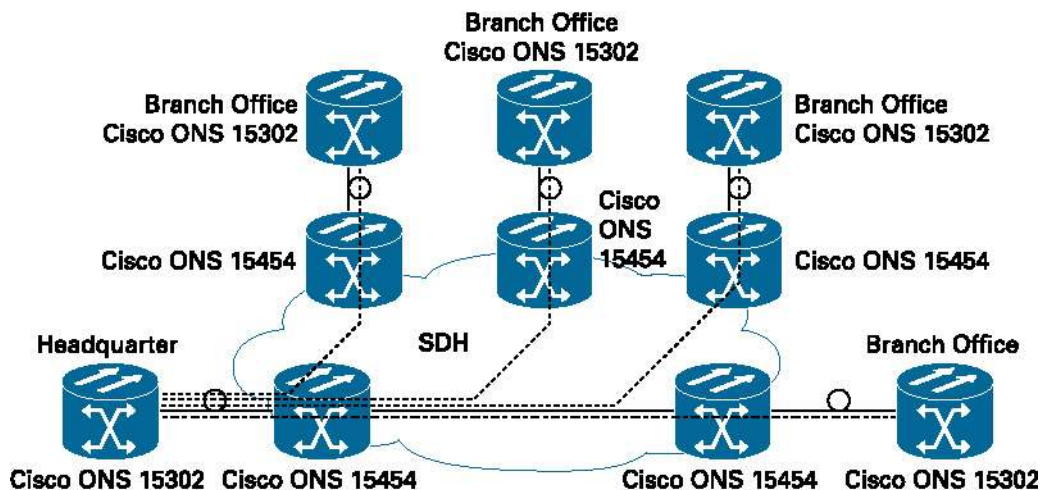 Branch Office
Cisco ONS 15302
Branch Office
Cisco ONS 15302
Branch Office
Cisco ONS 15302
Cisco ONS 15454
Cisco
ONS
15454
Cisco ONS 15454
Headquarter
SDH
Branch Office
Cisco ONS 15302
Cisco ONS 15454
Cisco ONS 15454
Cisco ONS 15302